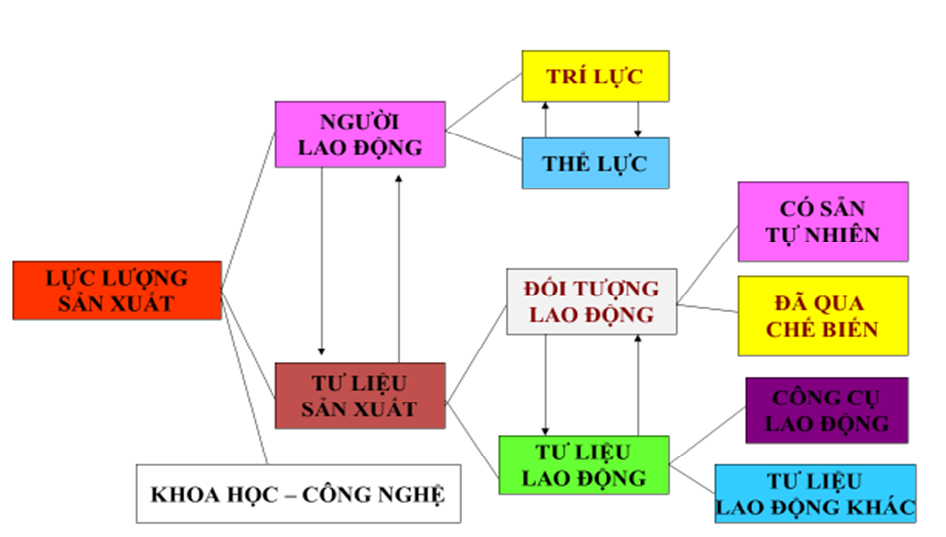 TRÍ LỰC
NGƯỜI
LAO ĐỘNG
THỂ LỰC
CÓ SẴN
TỰ NHIÊN
LỰC LƯỢNG
SẢN XUẤT
ĐỐI TƯỢNG
LAO ĐỘNG
ĐÃ QUA
CHẾ BIẾN
TƯ LIỆU
SẢN XUẤT
CÔNG CỤ
LAO ĐỘNG
TƯ LIỆU
LAO ĐỘNG
TƯ LIỆU
LAO ĐỘNG KHÁC
KHOA HỌC – CÔNG NGHỆ